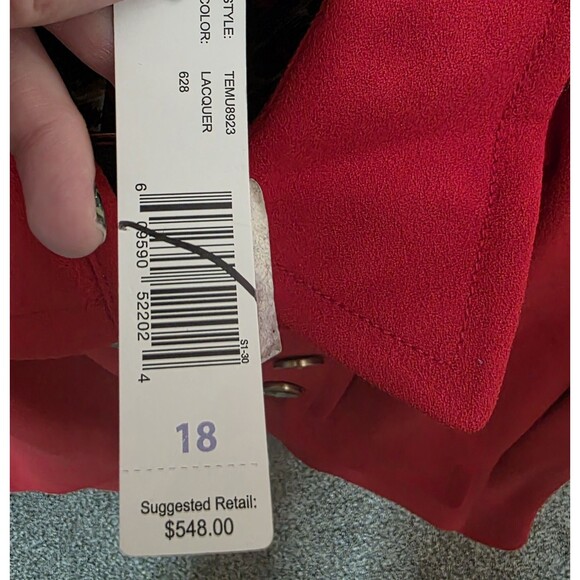 STYLE: TEMU8923
COLOR: LACQUER
628
6 09590 52202 4
S1-30
18
Suggested Retail:
$548.00